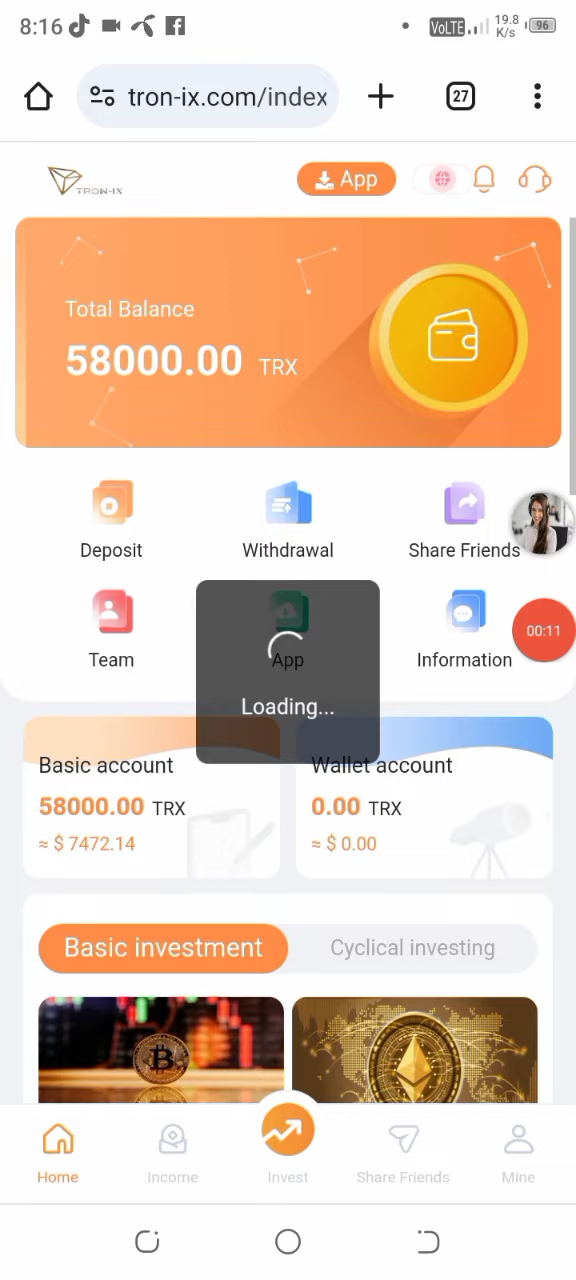 8:16
VoLTE
19.8
K/s
96
tron-ix.com/index
27
TRON-IX
App
Total Balance
58000.00 TRX
Deposit
Withdrawal
Share Friends
Team
App
Information
00:11
Loading...
Basic account
58000.00 TRX
≈ $ 7472.14
Wallet account
0.00 TRX
≈ $ 0.00
Basic investment
Cyclical investing
Home
Income
Invest
Share Friends
Mine